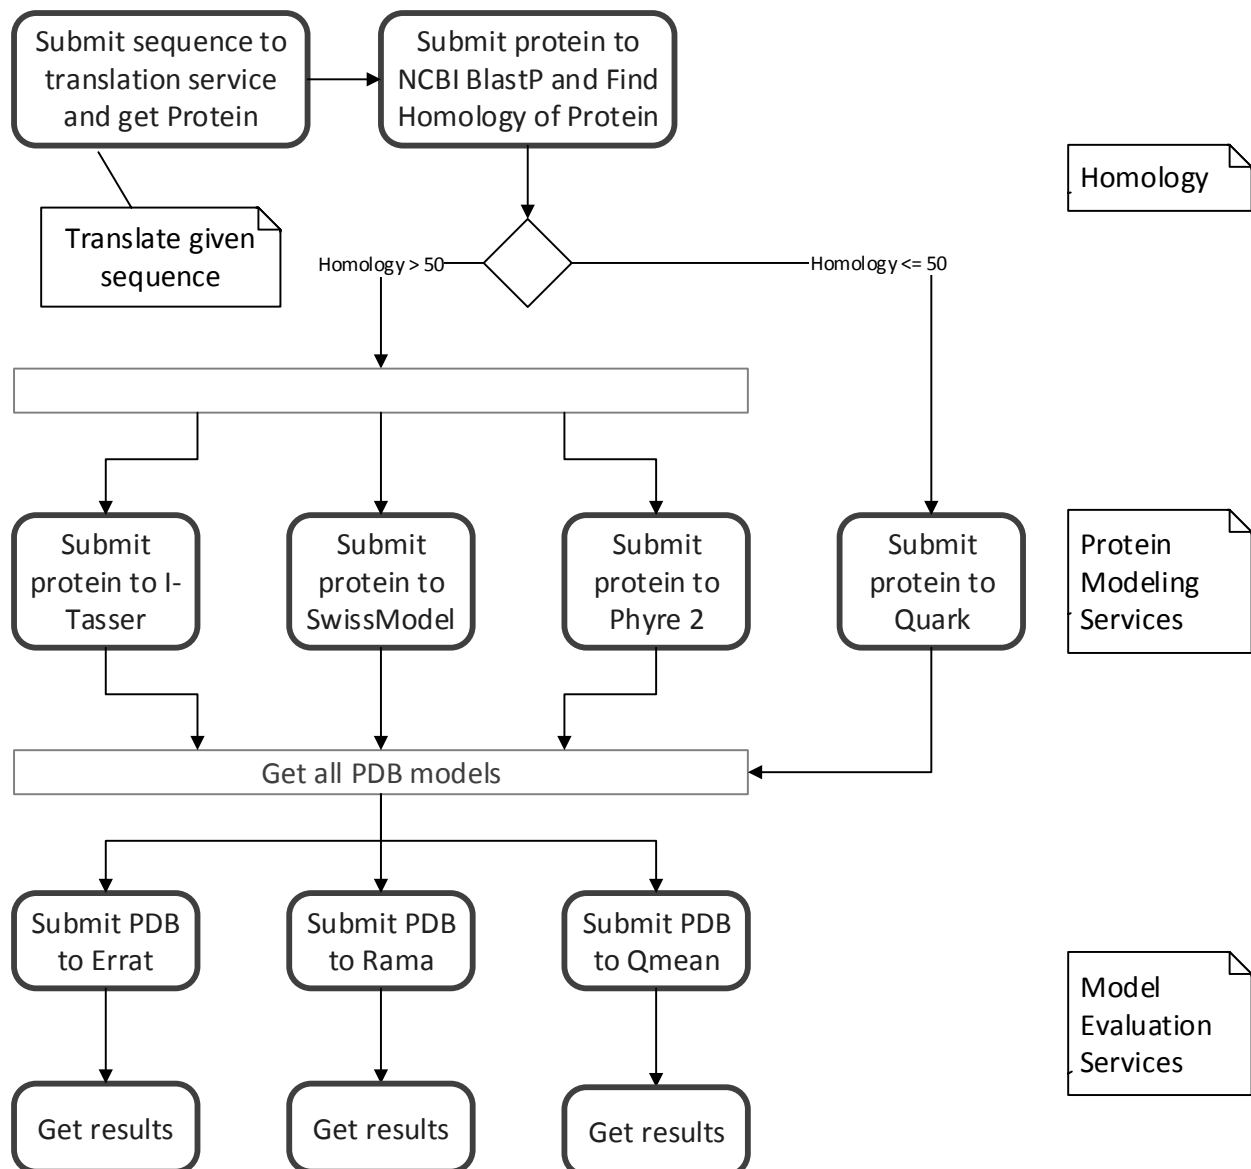 Submit sequence to
translation service
and get Protein
Submit protein to
NCBI BlastP and Find
Homology of Protein
Homology
Translate given
sequence
Homology > 50
Homology <= 50
Submit
protein to I-
Tasser
Submit
protein to
SwissModel
Submit
protein to
Phyre 2
Submit
protein to
Quark
Protein
Modeling
Services
Get all PDB models
Submit PDB
to Errat
Submit PDB
to Rama
Submit PDB
to Qmean
Model
Evaluation
Services
Get results
Get results
Get results